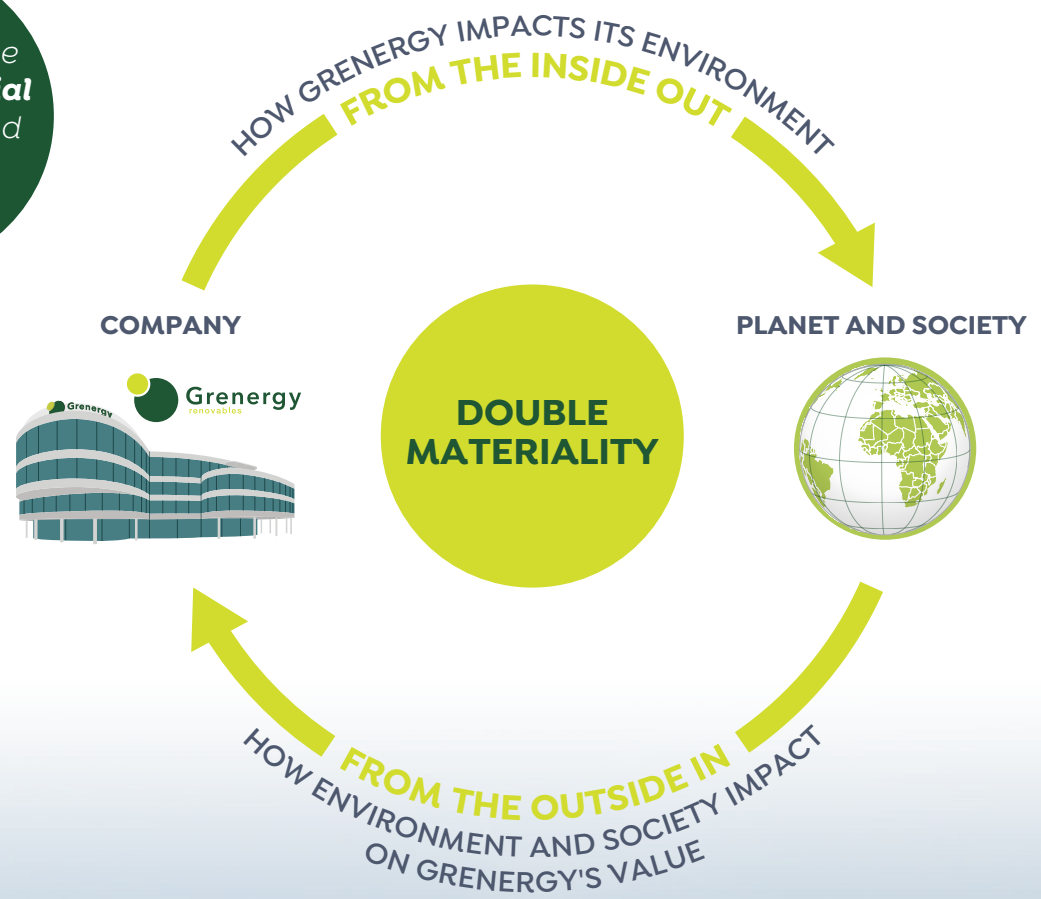 e
ial
d
HOW GRENERGY IMPACTS ITS ENVIRONMENT
FROM THE INSIDE OUT
COMPANY
PLANET AND SOCIETY
Grenergy
renovables
Grenergy
DOUBLE
MATERIALITY
FROM THE OUTSIDE IN
HOW ENVIRONMENT AND SOCIETY IMPACT
ON GRENERGY'S VALUE